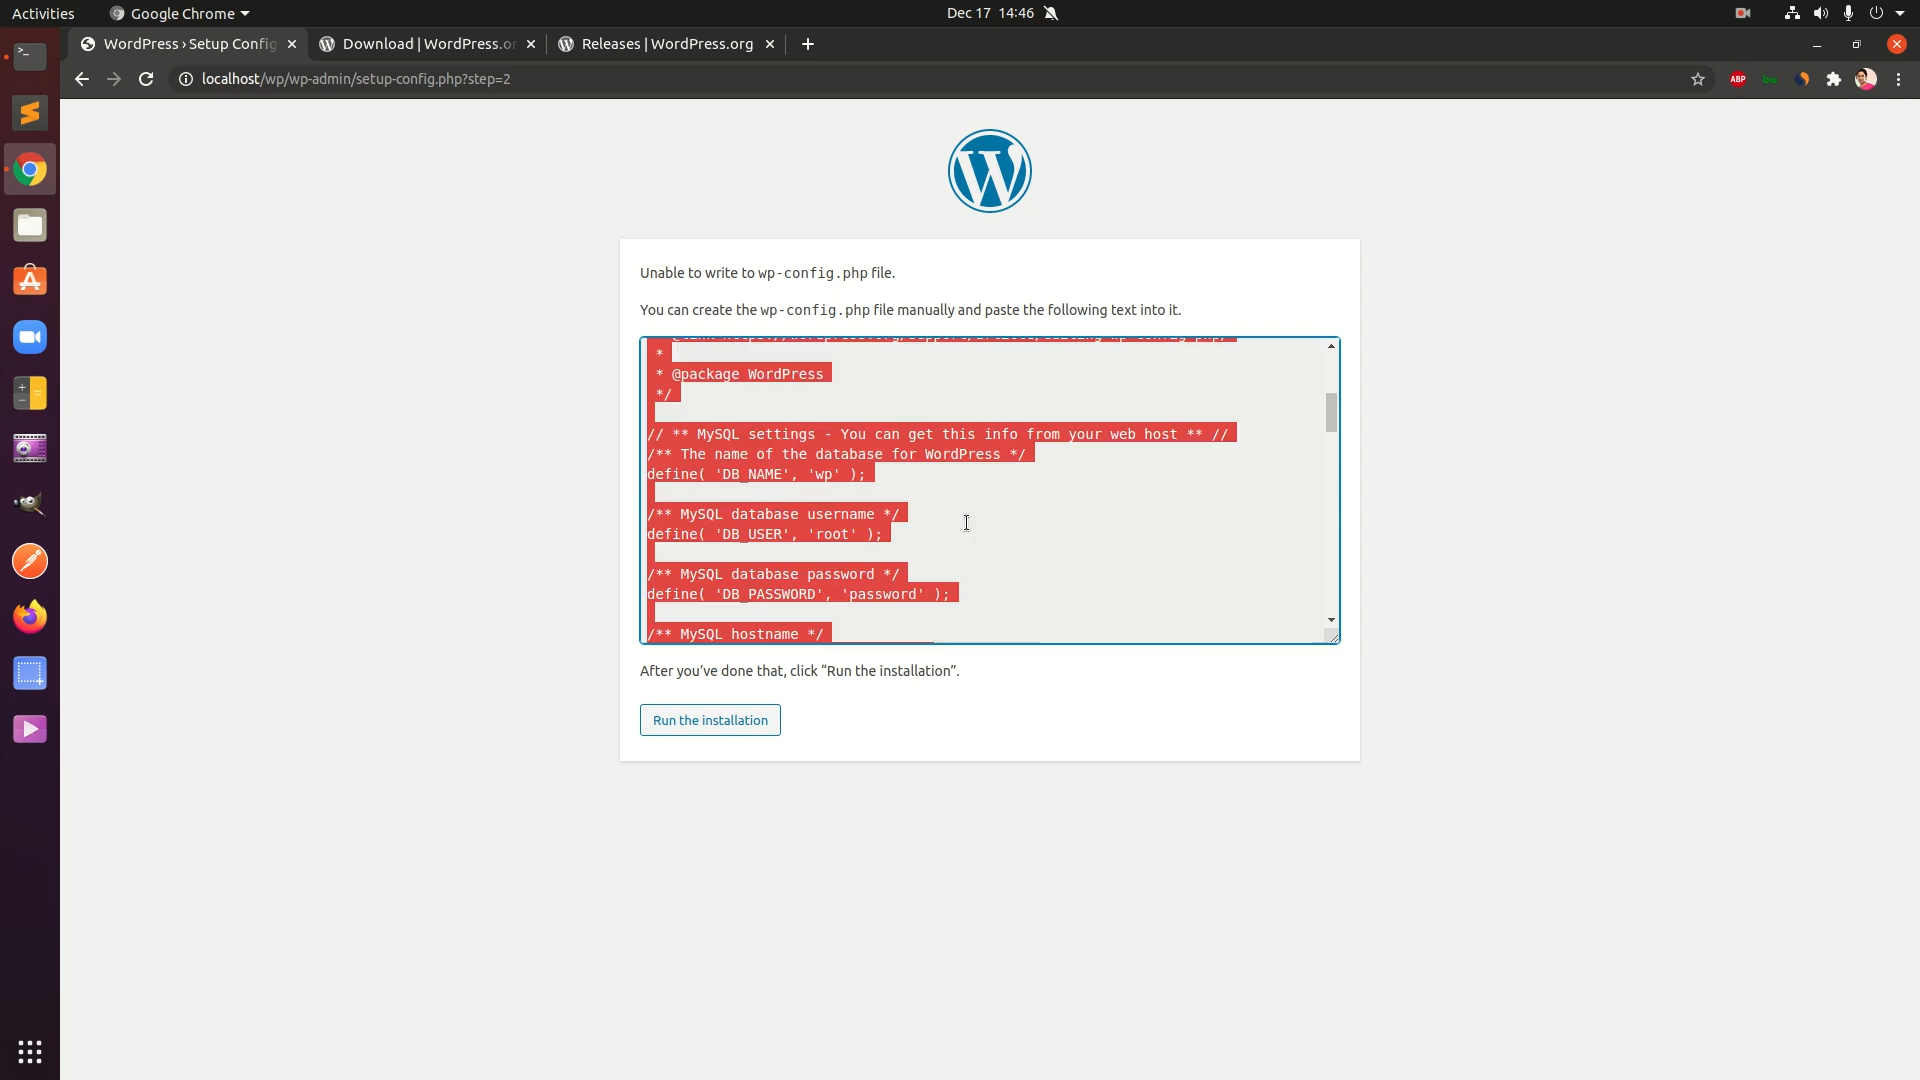 Activities
Google Chrome
Dec 17 14:46
WordPress › Setup Config
Download | WordPress.or
Releases | WordPress.org
localhost/wp/wp-admin/setup-config.php?step=2
ABP
Unable to write to wp-config.php file.
You can create the wp-config.php file manually and paste the following text into it.
*
* @package WordPress
*/
// ** MySQL settings - You can get this info from your web host ** //
/** The name of the database for WordPress */
define( 'DB_NAME', 'wp' );
/** MySQL database username */
define( 'DB_USER', 'root' );
/** MySQL database password */
define( 'DB_PASSWORD', 'password' );
/** MySQL hostname */
After you've done that, click “Run the installation”.
Run the installation